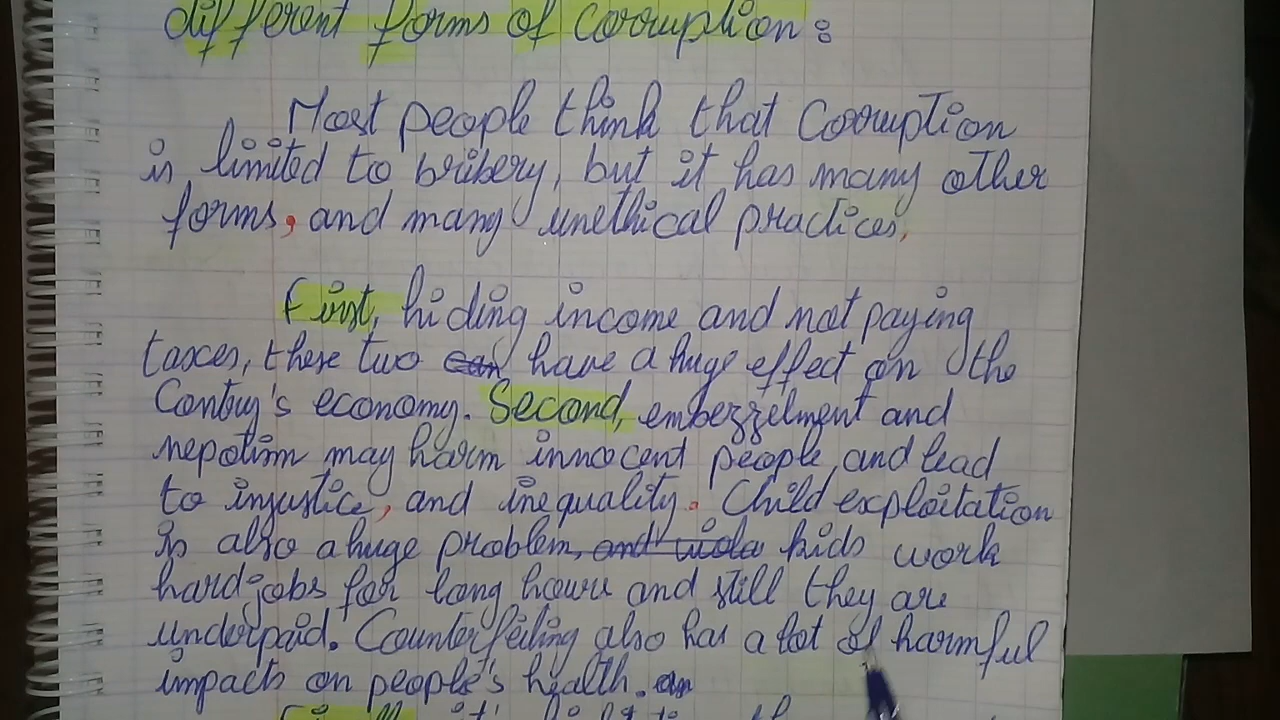 different forms of corruption:
Most people think that Corruption
is limited to bribery, but it has many other
forms, and many unethical practices.
First, hiding income and not paying
taxes, these two can have a huge effect on the
Contry's economy. Second, embezzelment and
nepotism may harm innocent people, and lead
to injustice, and inequality. Child exploitation
is also a huge problem, and kids work
hard jobs for long hours and still they are
underpaid. Counterfeiting also has a lot of harmful
impacts on people's health.